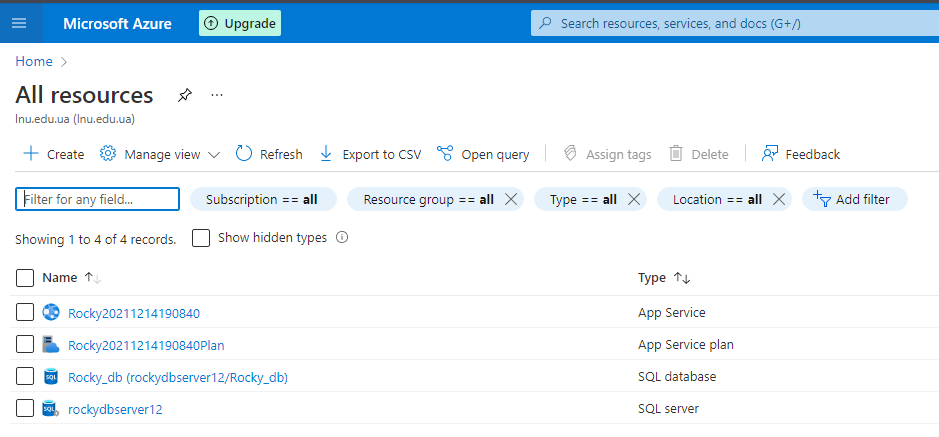 Microsoft Azure Upgrade Search resources, services, and docs (G+/)
Home
All resources ...
lnu.edu.ua (lnu.edu.ua)
Create Manage view Refresh Export to CSV Open query Assign tags Delete Feedback
Filter for any field... Subscription == all Resource group == all Type == all Location == all Add filter
Showing 1 to 4 of 4 records. Show hidden types
Name Type
Rocky20211214190840 App Service
Rocky20211214190840Plan App Service plan
Rocky_db (rockydbserver12/Rocky_db) SQL database
rockydbserver12 SQL server